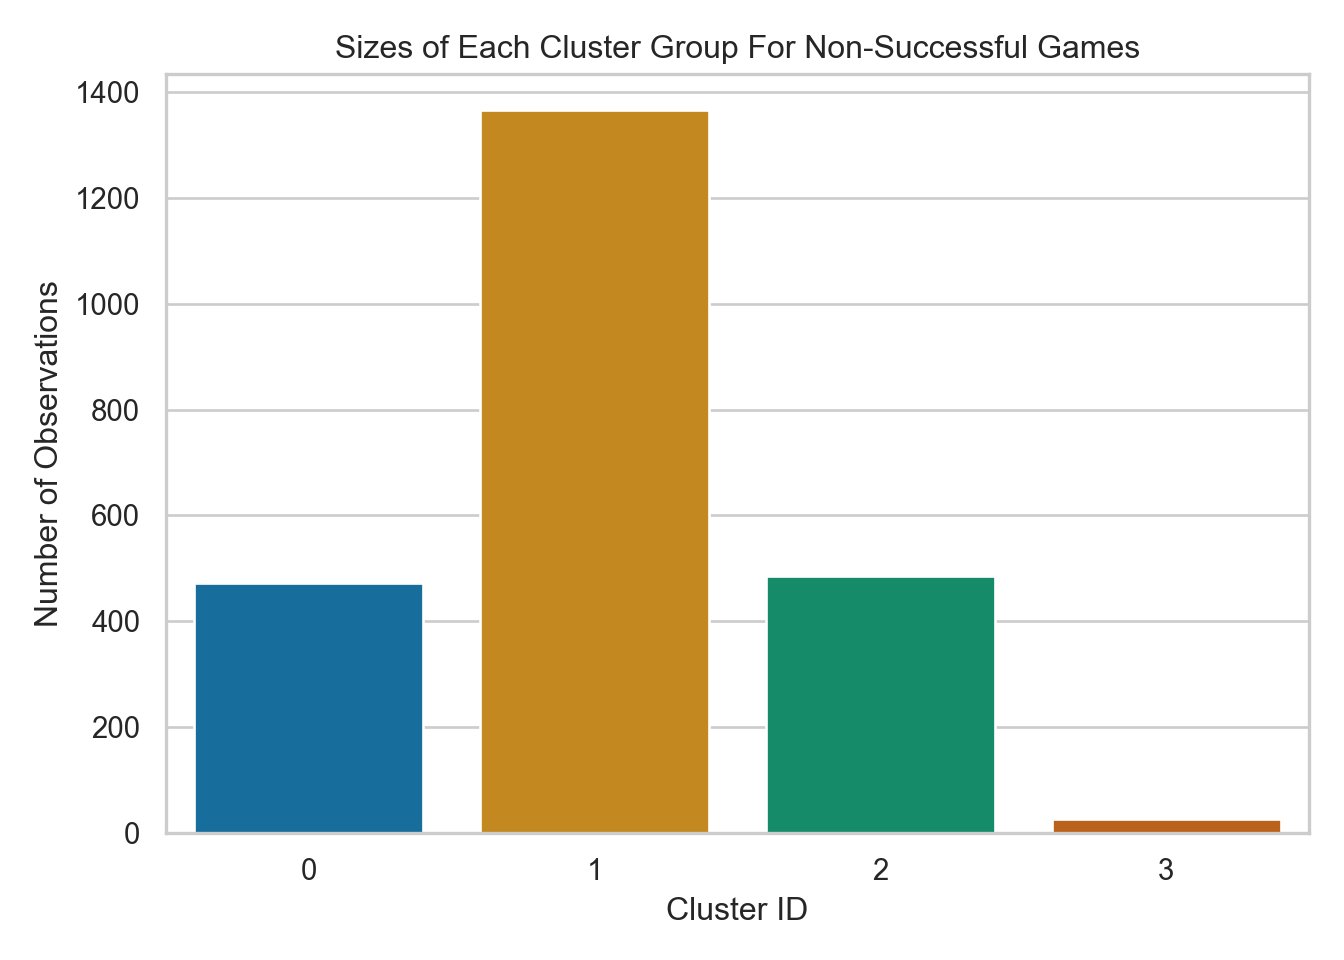 Sizes of Each Cluster Group For Non-Successful Games
1400
1200
1000
800
600
400
200
0
Number of Observations
0 1 2 3
Cluster ID